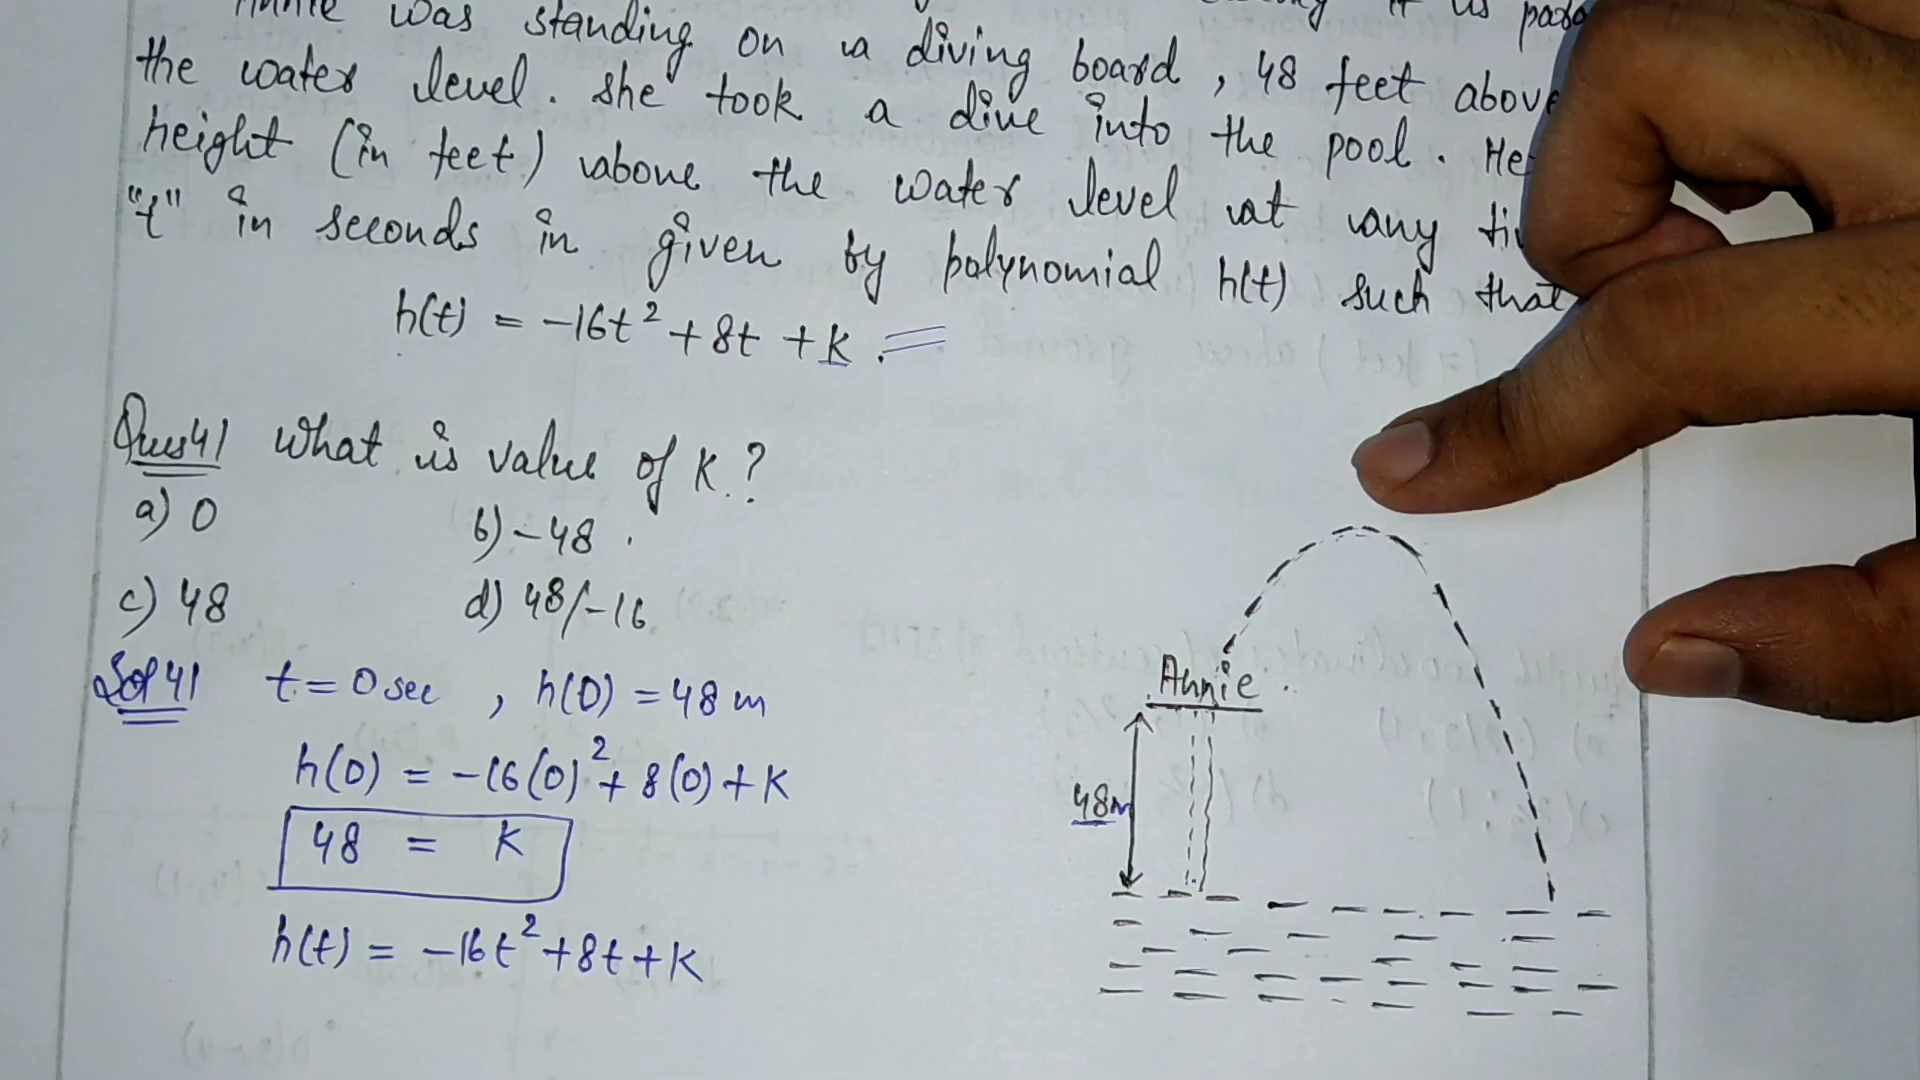 was standing on a diving board, 48 feet above
the water level. She took a dive into the pool. He
height (in feet) above the water level at any
"t" in seconds in given by polynomial h(t) such that
h(t) = -16t² + 8t + k.
Ques41 What is value of k.?
a) 0 b) -48.
c) 48 d) 48/-16
Sol41 t = 0 sec, h(0) = 48 m
h(0) = -16(0)² + 8(0) + k
48 = k
h(t) = -16t² + 8t + k
Annie.
48m